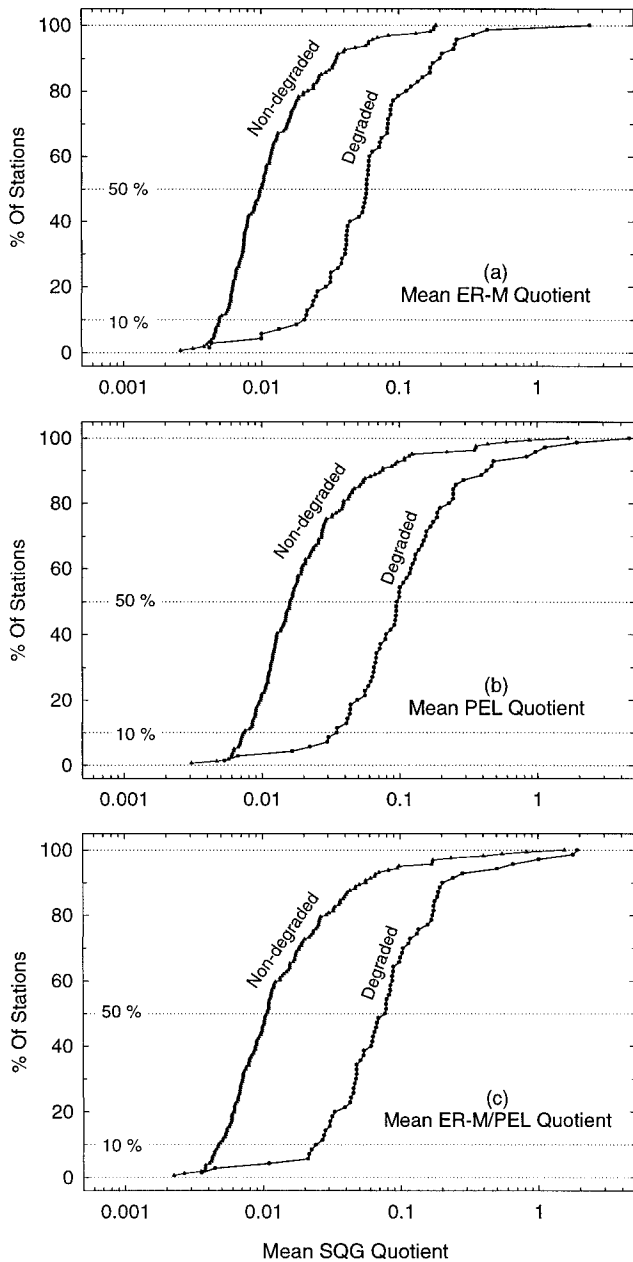 100
80
60
40
20
0
% Of Stations
50 %
10 %
Non-degraded
Degraded
(a)
Mean ER-M Quotient
0.001
0.01
0.1
1
100
80
60
40
20
0
% Of Stations
50 %
10 %
Non-degraded
Degraded
(b)
Mean PEL Quotient
0.001
0.01
0.1
1
100
80
60
40
20
0
% Of Stations
50 %
10 %
Non-degraded
Degraded
(c)
Mean ER-M/PEL Quotient
0.001
0.01
0.1
1
Mean SQG Quotient